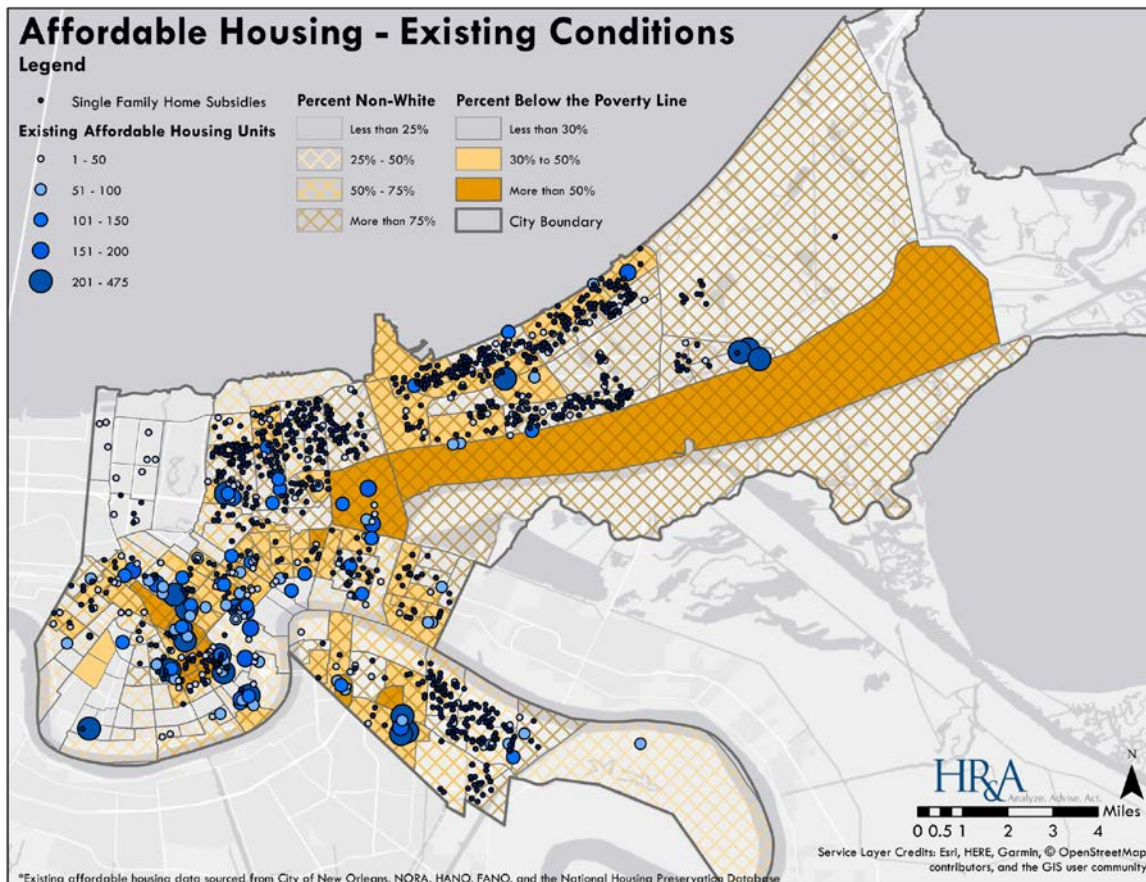 Affordable Housing - Existing Conditions
Legend
Single Family Home Subsidies
Existing Affordable Housing Units
1 - 50
51 - 100
101 - 150
151 - 200
201 - 475
Percent Non-White
Less than 25%
25% - 50%
50% - 75%
More than 75%
Percent Below the Poverty Line
Less than 30%
30% to 50%
More than 50%
City Boundary
HR&A
Analyze. Advise. Act.
N
Miles
0 0.5 1 2 3 4
Service Layer Credits: Esri, HERE, Garmin, © OpenStreetMap
contributors, and the GIS user community
*Existing affordable housing data sourced from City of New Orleans, NORA, HANO, FANO, and the National Housing Preservation Database